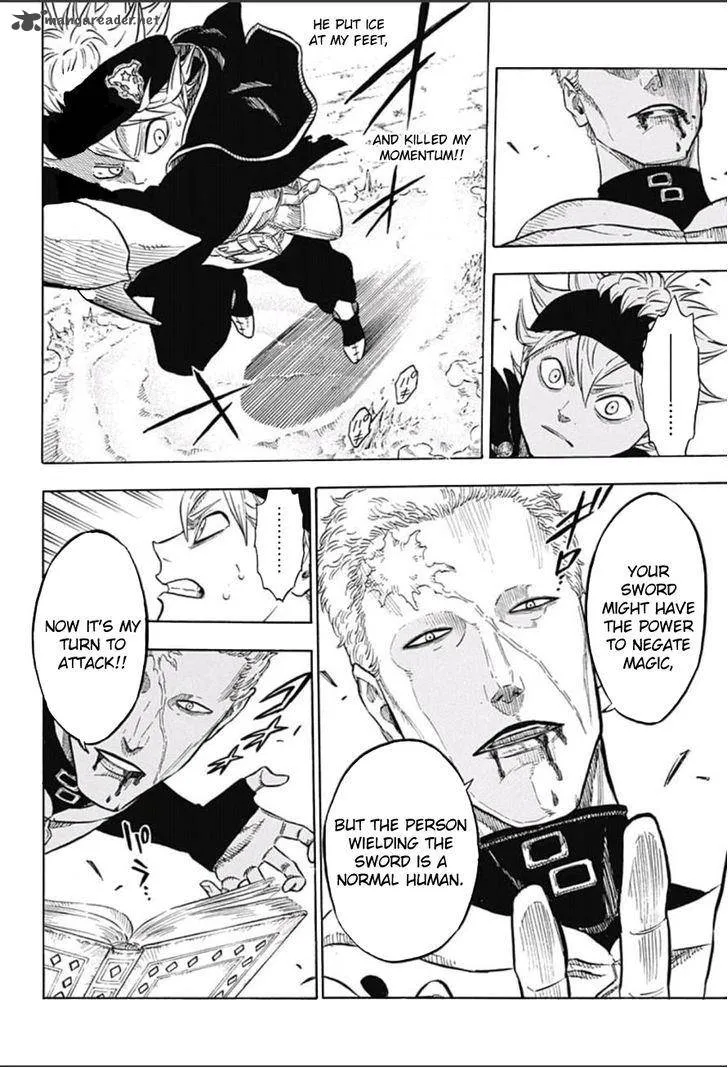 mangareader.net
HE PUT ICE
AT MY FEET,
AND KILLED MY
MOMENTUM!!
YOUR
SWORD
MIGHT HAVE
THE POWER
TO NEGATE
MAGIC,
BUT THE PERSON
WIELDING THE
SWORD IS A
NORMAL HUMAN.
NOW IT'S MY
TURN TO
ATTACK!!